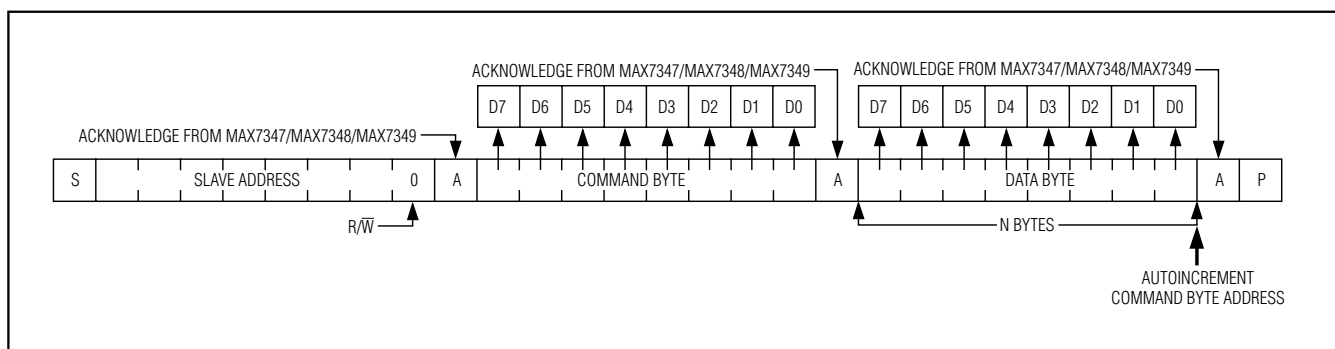 ACKNOWLEDGE FROM MAX7347/MAX7348/MAX7349
D7 D6 D5 D4 D3 D2 D1 D0
ACKNOWLEDGE FROM MAX7347/MAX7348/MAX7349
D7 D6 D5 D4 D3 D2 D1 D0
ACKNOWLEDGE FROM MAX7347/MAX7348/MAX7349
S SLAVE ADDRESS 0 A COMMAND BYTE A DATA BYTE A P
R/W̅
N BYTES
AUTOINCREMENT
COMMAND BYTE ADDRESS